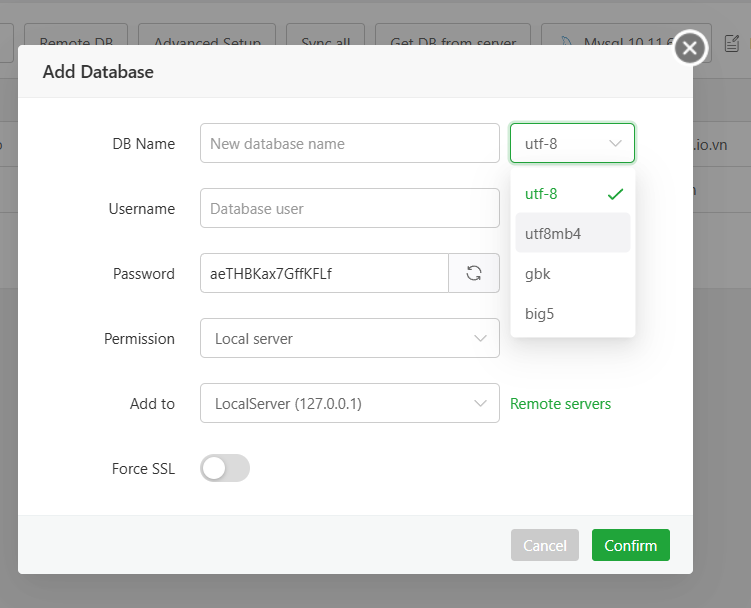 Remote DB
Advanced Setup
Sync all
Get DB from server
Mysql 10.11.6
Add Database
DB Name
New database name
utf-8
.io.vn
utf-8
Username
Database user
utf8mb4
Password
aeTHBKax7GffKFLf
gbk
big5
Permission
Local server
Add to
LocalServer (127.0.0.1)
Remote servers
Force SSL
Cancel
Confirm